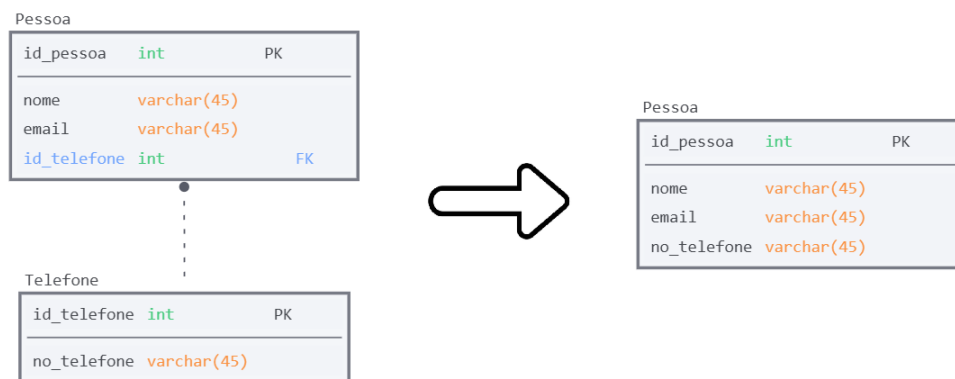 Pessoa
id_pessoa int PK
nome varchar(45)
email varchar(45)
id_telefone int FK
Telefone
id_telefone int PK
no_telefone varchar(45)
Pessoa
id_pessoa int PK
nome varchar(45)
email varchar(45)
no_telefone varchar(45)